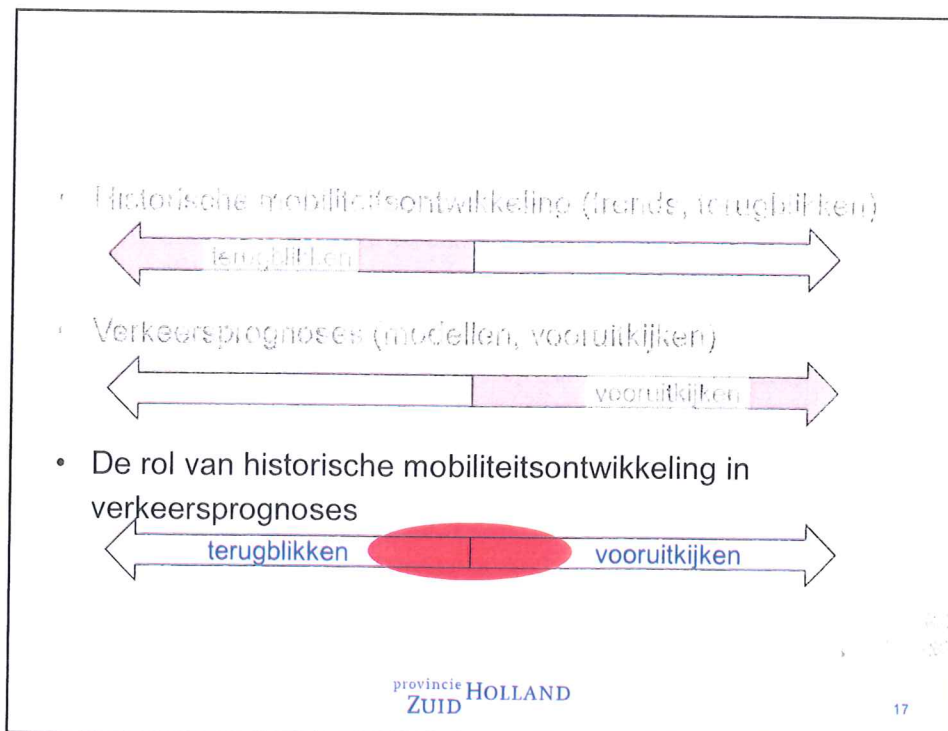 • Historische mobiliteitsontwikkeling (trends, terugblikken)
terugblikken
• Verkeersprognoses (modellen, vooruitkijken)
vooruitkijken
• De rol van historische mobiliteitsontwikkeling in
verkeersprognoses
terugblikken vooruitkijken
provincie HOLLAND
ZUID
17